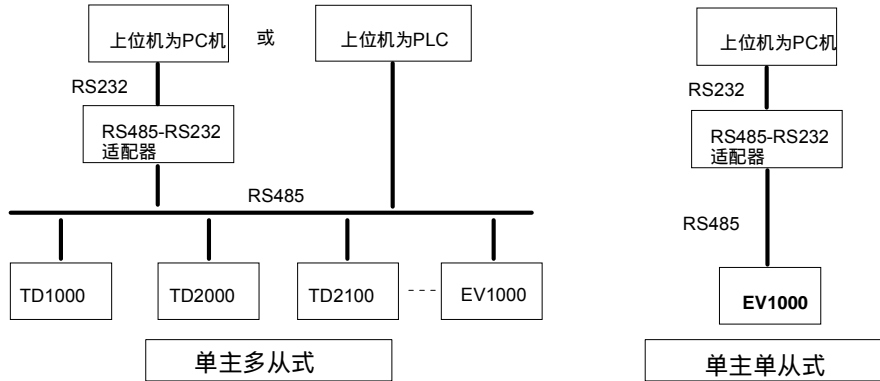 上位机为PC机
或
上位机为PLC
RS232
RS485-RS232
适配器
RS485
TD1000
TD2000
TD2100
EV1000
单主多从式
上位机为PC机
RS232
RS485-RS232
适配器
RS485
EV1000
单主单从式